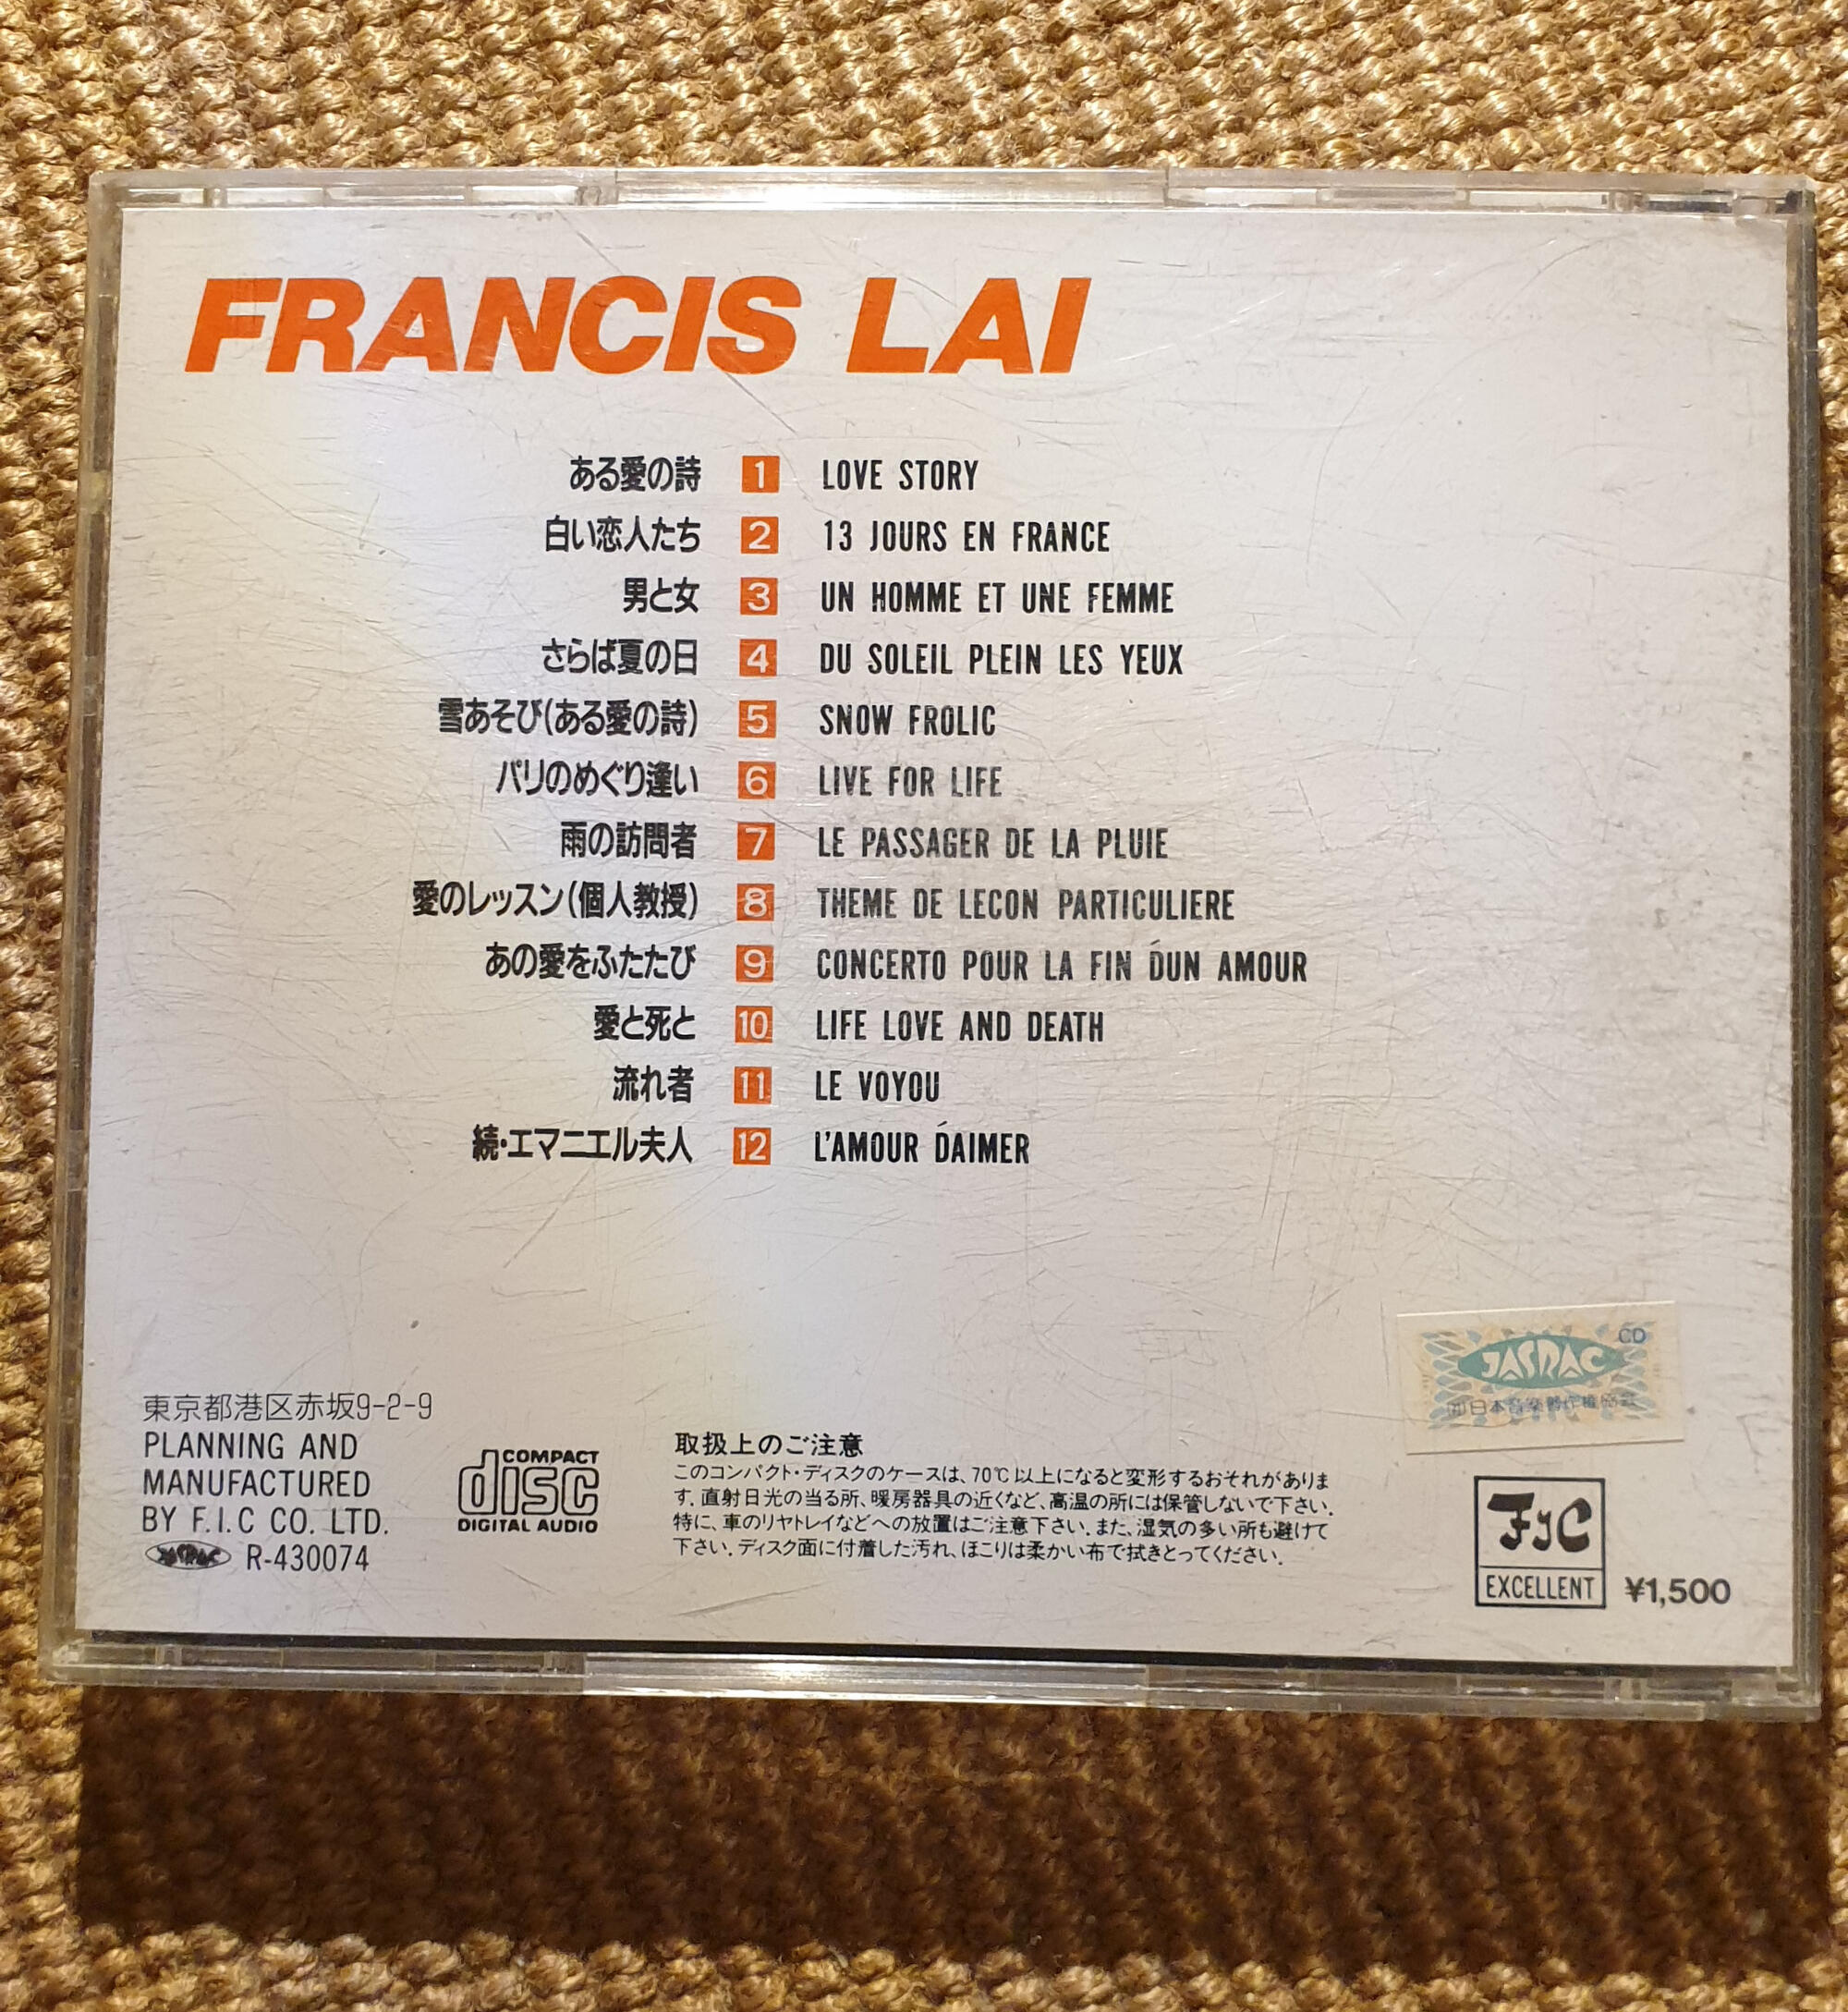 FRANCIS LAI
ある愛の詩 1 LOVE STORY
白い恋人たち 2 13 JOURS EN FRANCE
男と女 3 UN HOMME ET UNE FEMME
さらば夏の日 4 DU SOLEIL PLEIN LES YEUX
雪あそび(ある愛の詩) 5 SNOW FROLIC
パリのめぐり逢い 6 LIVE FOR LIFE
雨の訪問者 7 LE PASSAGER DE LA PLUIE
愛のレッスン(個人教授) 8 THEME DE LECON PARTICULIERE
あの愛をふたたび 9 CONCERTO POUR LA FIN D́UN AMOUR
愛と死と 10 LIFE LOVE AND DEATH
流れ者 11 LE VOYOU
続・エマニエル夫人 12 L'AMOUR D́AIMER
JASRAC CD
(社)日本音楽著作権協会
東京都港区赤坂9-2-9
PLANNING AND
MANUFACTURED
BY F.I.C CO. LTD.
JASRAC R-430074
COMPACT
disc
DIGITAL AUDIO
取扱上のご注意
このコンパクト・ディスクのケースは、70℃以上になると変形するおそれがありま
す. 直射日光の当る所、暖房器具の近くなど、高温の所には保管しないで下さい.
特に、車のリヤトレイなどへの放置はご注意下さい. また、湿気の多い所も避けて
下さい. ディスク面に付着した汚れ、ほこりは柔かい布で拭きとってください.
FIC
EXCELLENT
¥1,500